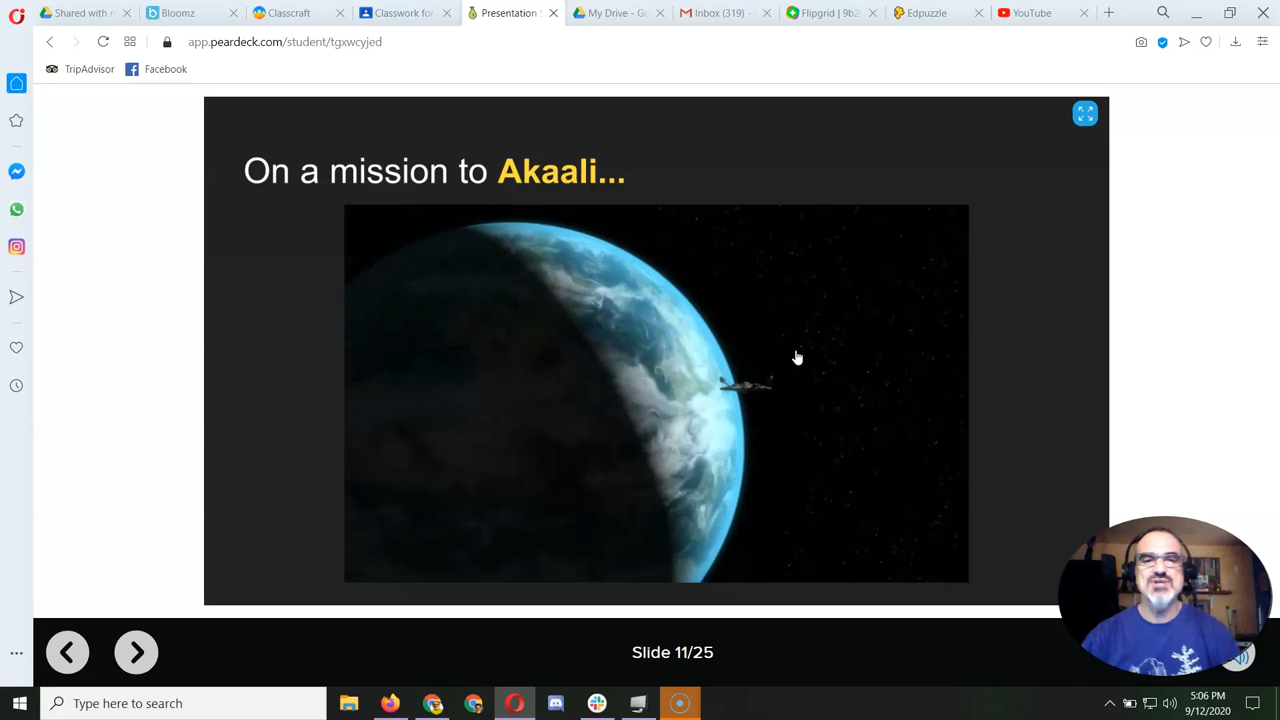 Shared with m
Bloomz
Classcraft
Classwork for
Presentation
My Drive - Go
Inbox (319)
Flipgrid | 9b2
Edpuzzle
YouTube
app.peardeck.com/student/tgxwcyjed
TripAdvisor
Facebook
On a mission to Akaali...
Slide 11/25
Type here to search
5:06 PM
9/12/2020